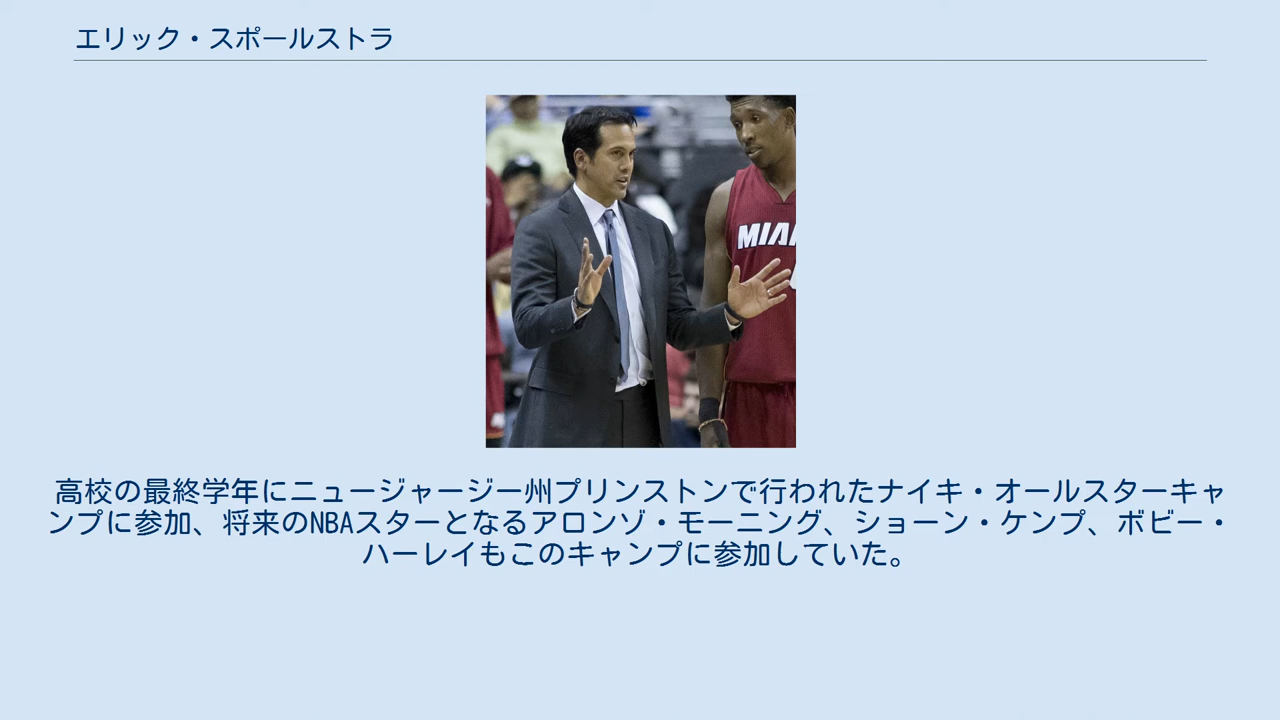 エリック・スポールストラ
MIAI
高校の最終学年にニュージャージー州プリンストンで行われたナイキ・オールスターキャ
ンプに参加、将来のNBAスターとなるアロンゾ・モーニング、ショーン・ケンプ、ボビー・
ハーレイもこのキャンプに参加していた。